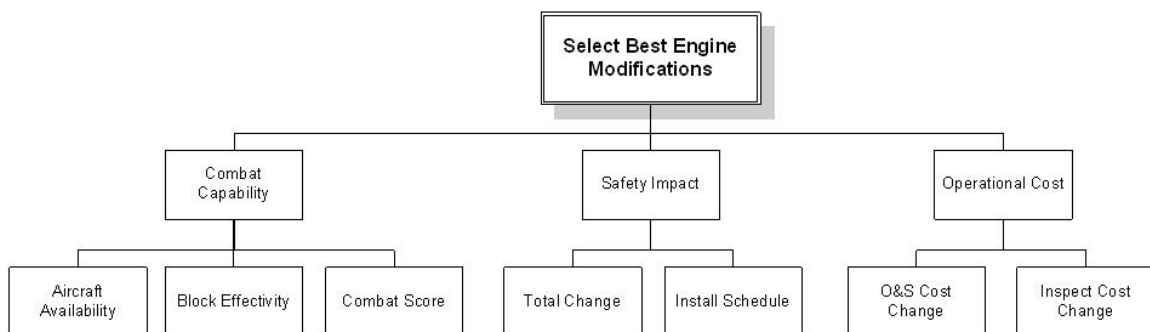 Select Best Engine
Modifications
Combat
Capability
Safety Impact
Operational Cost
Aircraft
Availability
Block Effectivity
Combat Score
Total Change
Install Schedule
O&S Cost
Change
Inspect Cost
Change